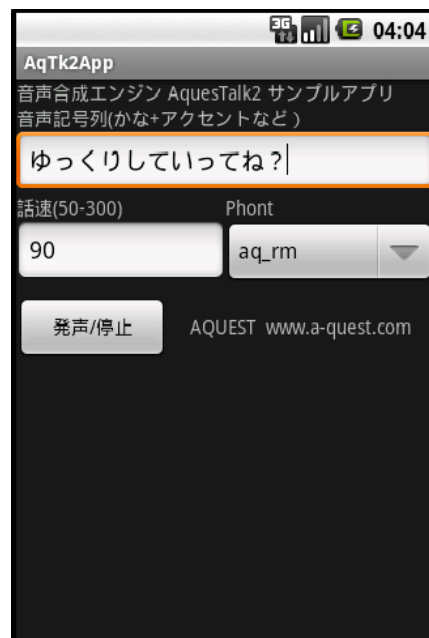 3G 04:04
AqTk2App
音声合成エンジン AquesTalk2 サンプルアプリ
音声記号列(かな+アクセントなど )
ゆっくりしていってね？
話速(50-300) Phont
90 aq_rm
発声/停止 AQUEST www.a-quest.com